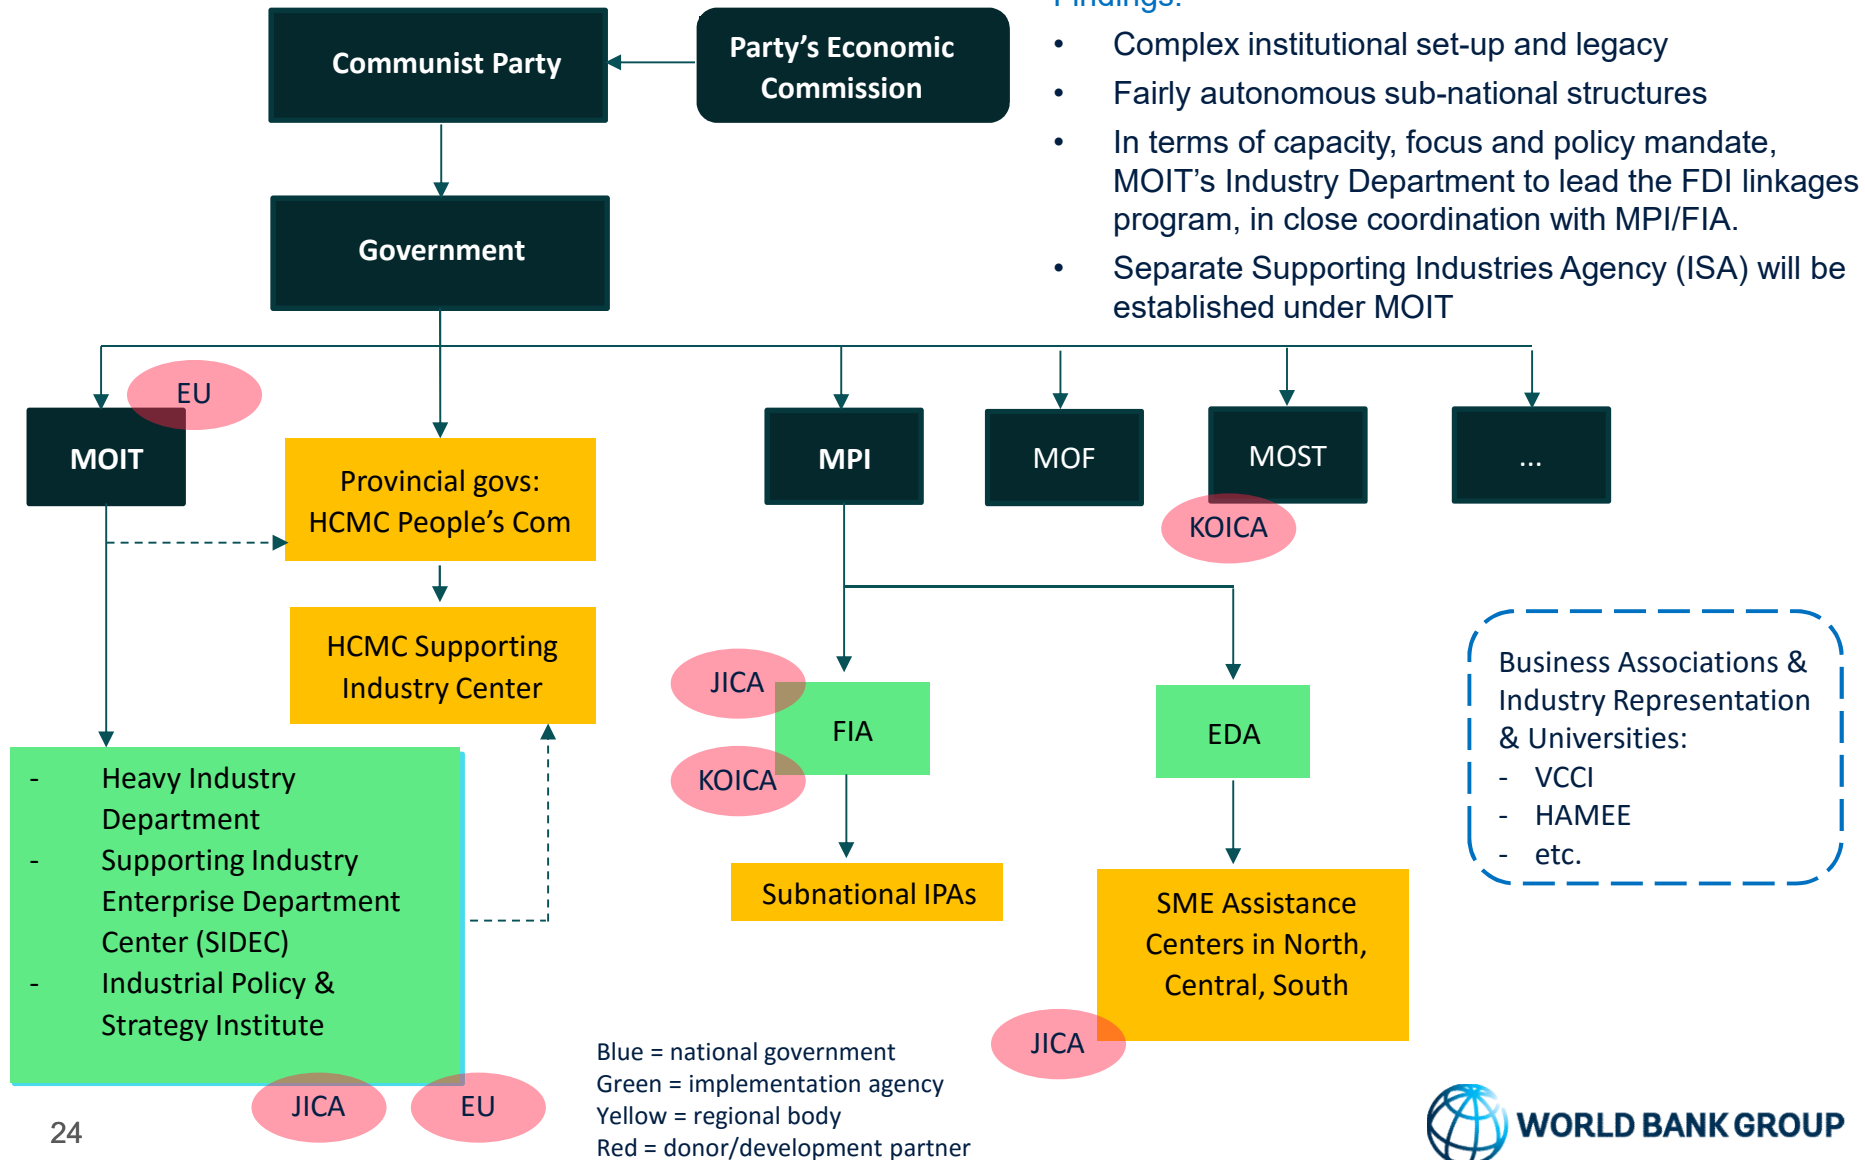 Communist Party
Party’s Economic
Commission
Findings:
• Complex institutional set-up and legacy
• Fairly autonomous sub-national structures
• In terms of capacity, focus and policy mandate,
MOIT’s Industry Department to lead the FDI linkages
program, in close coordination with MPI/FIA.
• Separate Supporting Industries Agency (ISA) will be
established under MOIT
Government
EU
MOIT
Provincial govs:
HCMC People’s Com
MPI
MOF
MOST
...
KOICA
HCMC Supporting
Industry Center
JICA
FIA
KOICA
EDA
Business Associations &
Industry Representation
& Universities:
- VCCI
- HAMEE
- etc.
- Heavy Industry
Department
- Supporting Industry
Enterprise Department
Center (SIDEC)
- Industrial Policy &
Strategy Institute
Subnational IPAs
SME Assistance
Centers in North,
Central, South
JICA
JICA
EU
Blue = national government
Green = implementation agency
Yellow = regional body
Red = donor/development partner
24
WORLD BANK GROUP